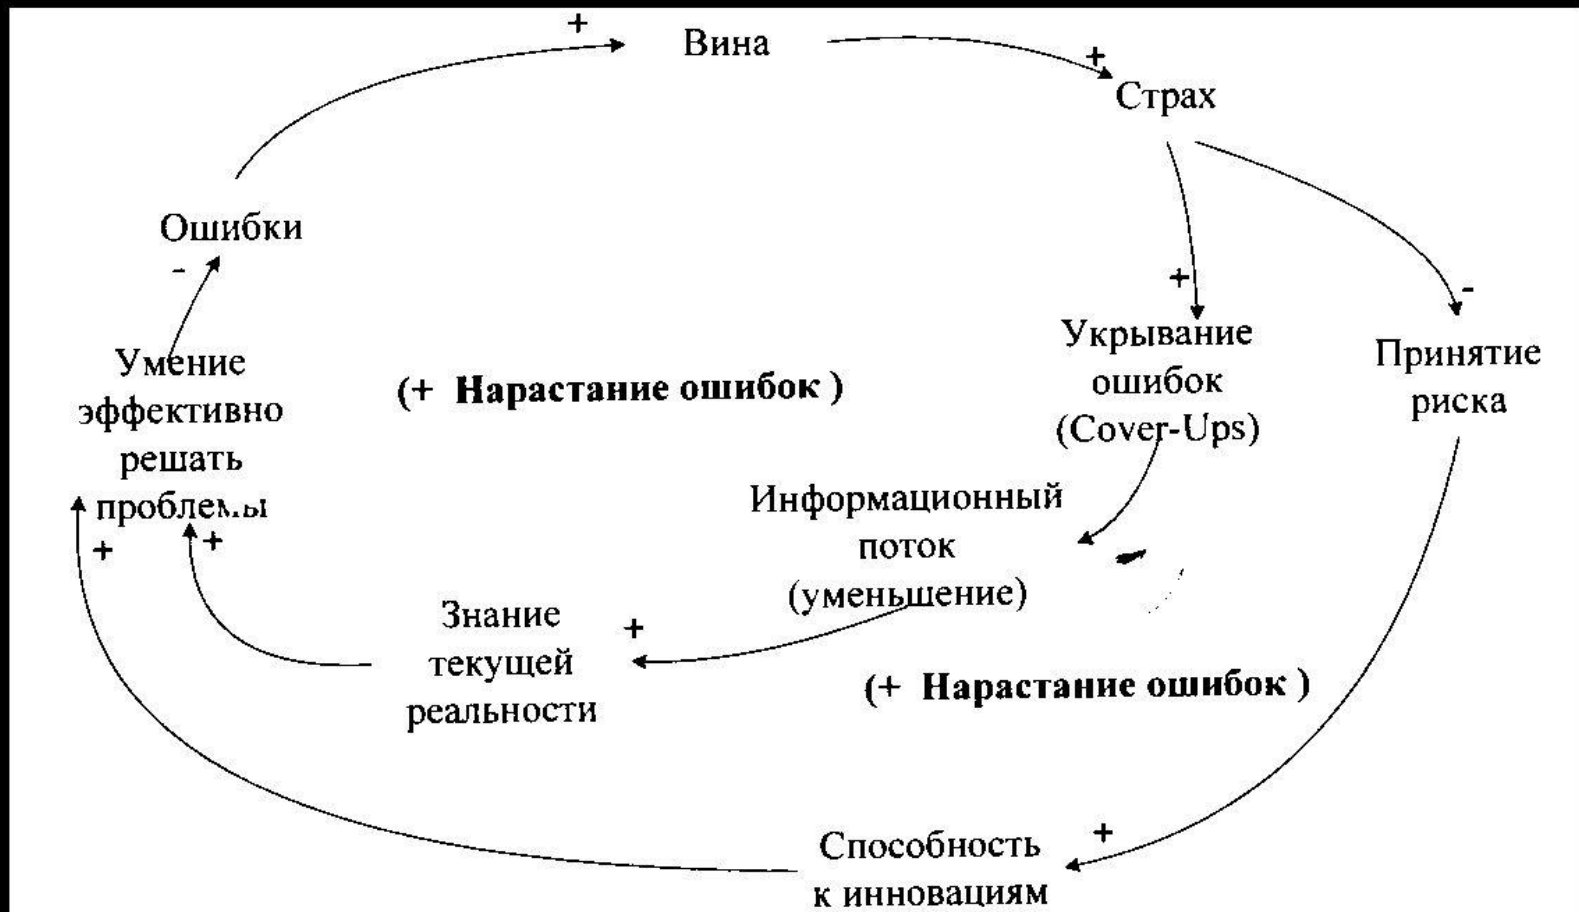 +
Вина
+
Страх
Ошибки
-
+
-
Умение
эффективно
решать
проблемы
(+ Нарастание ошибок )
Укрывание
ошибок
(Cover-Ups)
Принятие
риска
Информационный
поток
(уменьшение)
+
+
Знание
текущей
реальности
+
(+ Нарастание ошибок )
Способность
к инновациям
+